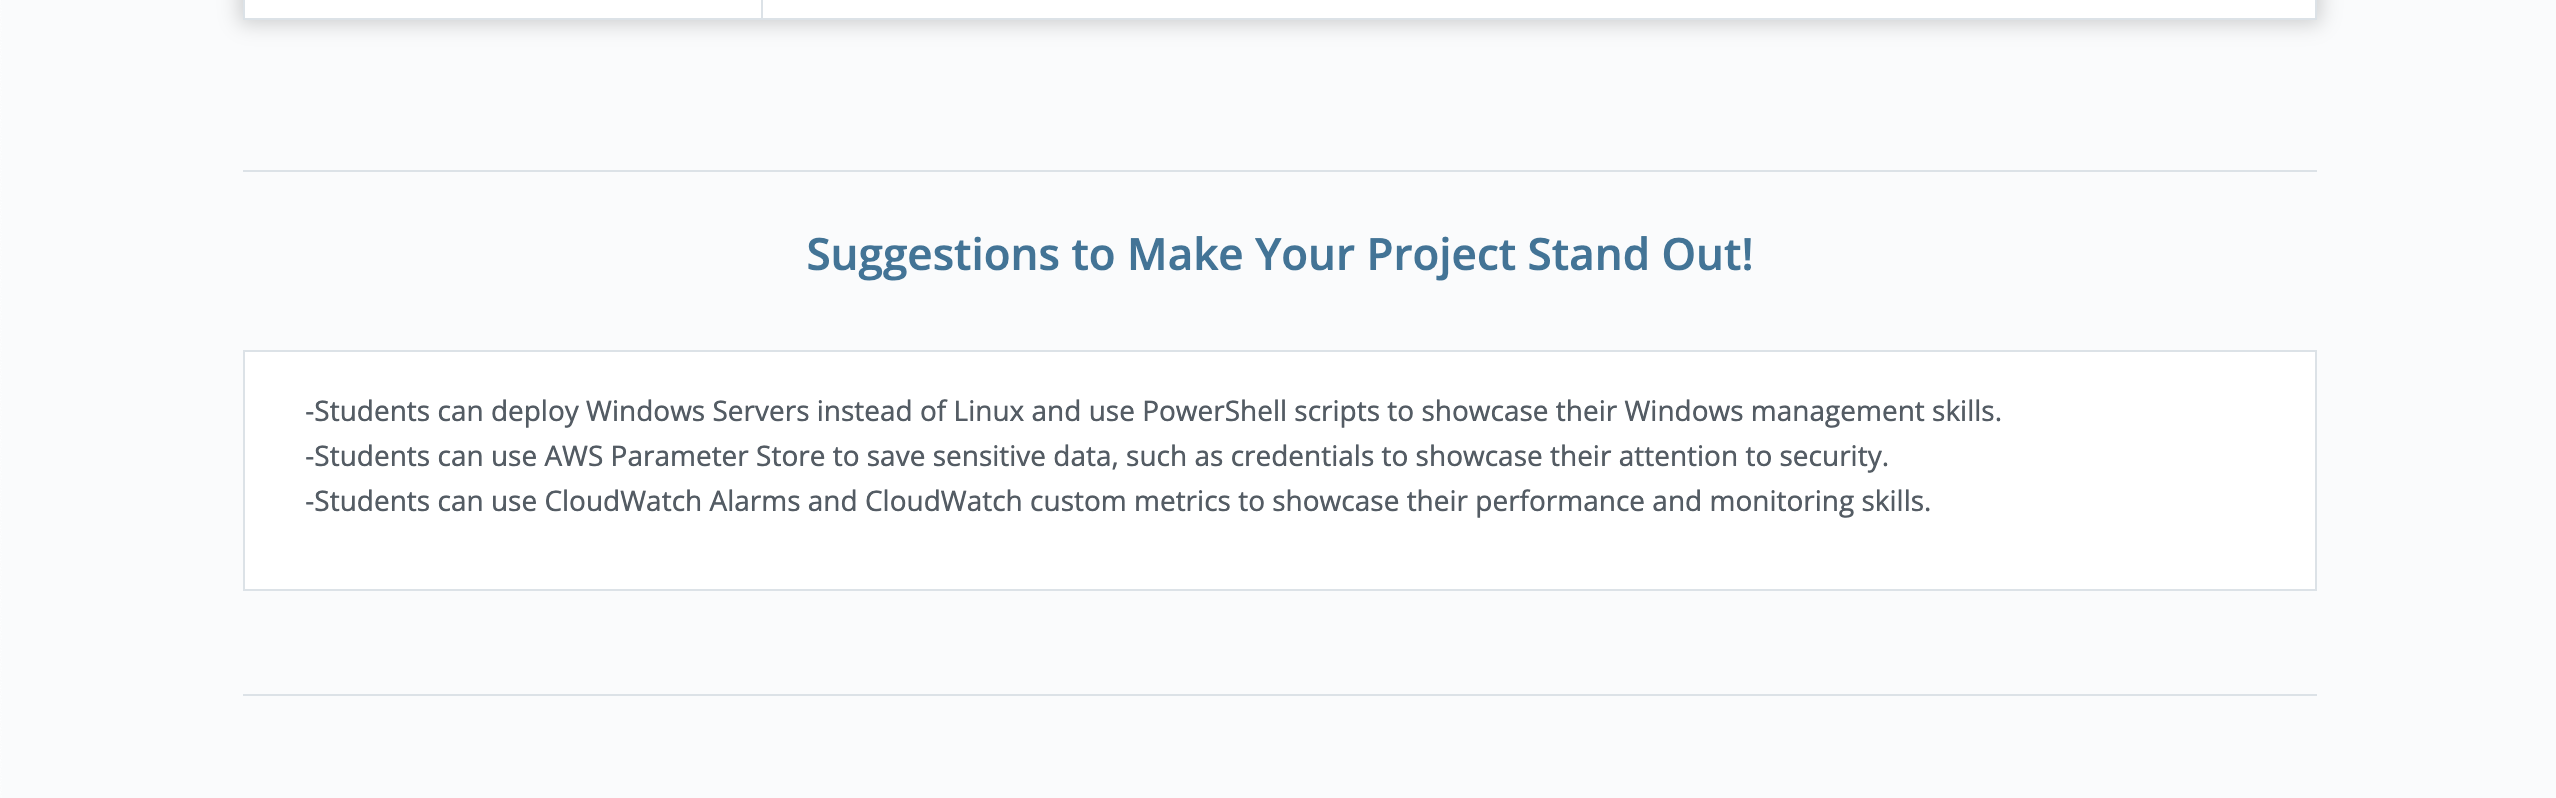 Suggestions to Make Your Project Stand Out!
-Students can deploy Windows Servers instead of Linux and use PowerShell scripts to showcase their Windows management skills.
-Students can use AWS Parameter Store to save sensitive data, such as credentials to showcase their attention to security.
-Students can use CloudWatch Alarms and CloudWatch custom metrics to showcase their performance and monitoring skills.